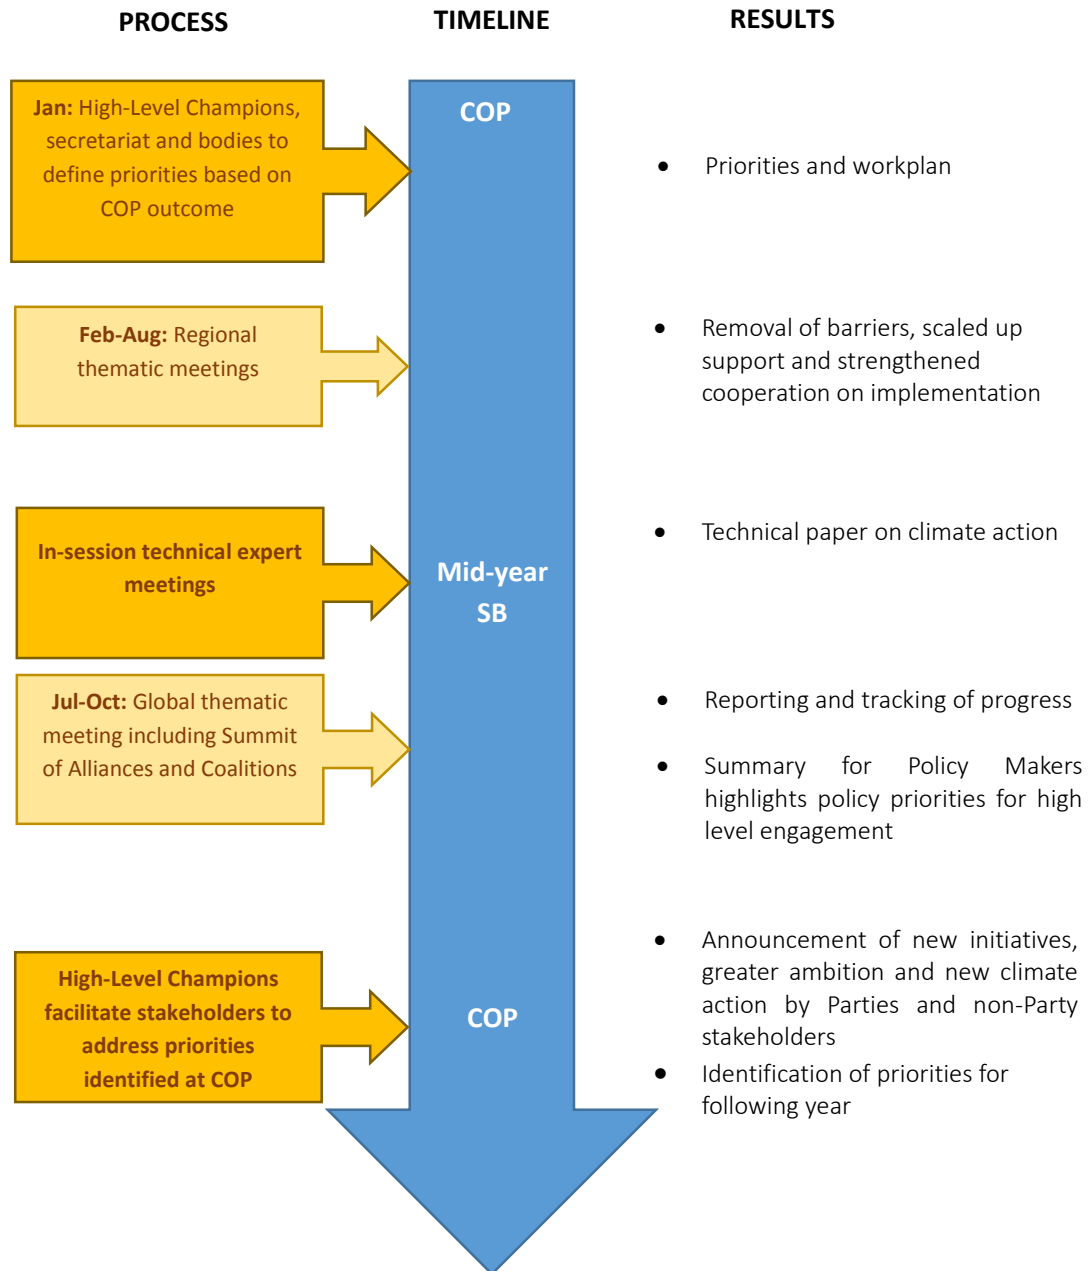 PROCESS
TIMELINE
RESULTS
Jan: High-Level Champions,
secretariat and bodies to
define priorities based on
COP outcome
COP
• Priorities and workplan
Feb-Aug: Regional
thematic meetings
• Removal of barriers, scaled up
support and strengthened
cooperation on implementation
In-session technical expert
meetings
Mid-year
SB
• Technical paper on climate action
Jul-Oct: Global thematic
meeting including Summit
of Alliances and Coalitions
• Reporting and tracking of progress
• Summary for Policy Makers
highlights policy priorities for high
level engagement
High-Level Champions
facilitate stakeholders to
address priorities
identified at COP
COP
• Announcement of new initiatives,
greater ambition and new climate
action by Parties and non-Party
stakeholders
• Identification of priorities for
following year